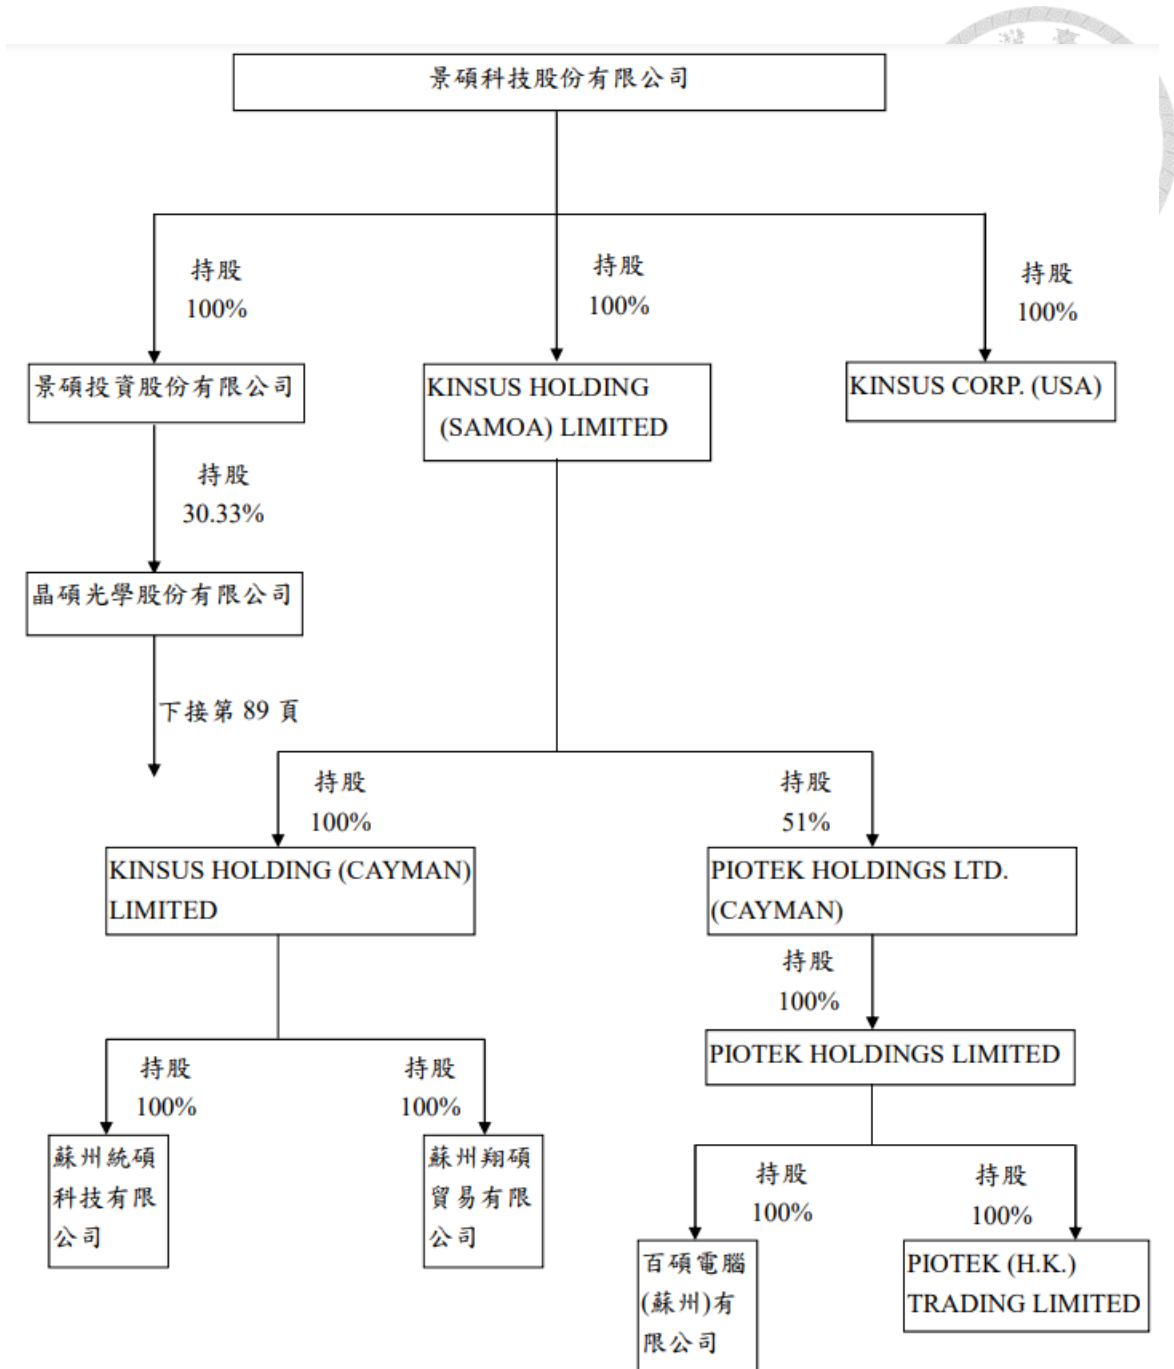 景碩科技股份有限公司
持股
100%
持股
100%
持股
100%
景碩投資股份有限公司
KINSUS HOLDING
(SAMOA) LIMITED
KINSUS CORP. (USA)
持股
30.33%
晶碩光學股份有限公司
下接第 89 頁
持股
100%
持股
51%
KINSUS HOLDING (CAYMAN)
LIMITED
PIOTEK HOLDINGS LTD.
(CAYMAN)
持股
100%
PIOTEK HOLDINGS LIMITED
持股
100%
持股
100%
蘇州統碩
科技有限
公司
蘇州翔碩
貿易有限
公司
持股
100%
持股
100%
百碩電腦
(蘇州)有
限公司
PIOTEK (H.K.)
TRADING LIMITED